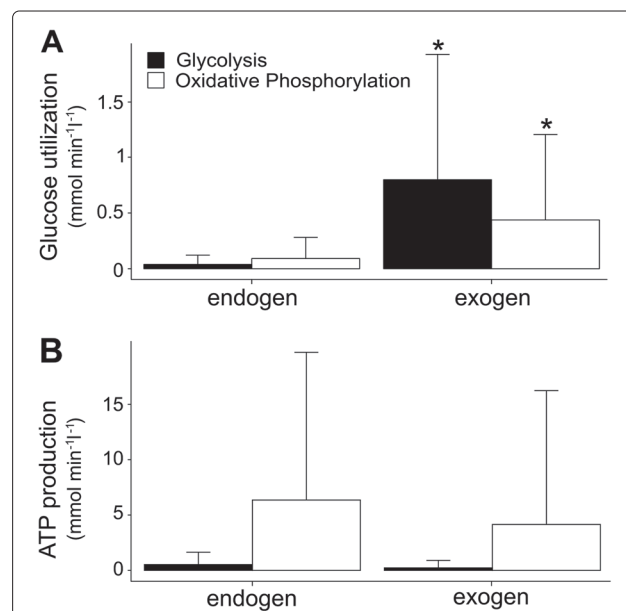 A
Glycolysis
Oxidative Phosphorylation
*
*
Glucose utilization
(mmol min⁻¹l⁻¹)
1.5
1
0.5
0
endogen
exogen
B
ATP production
(mmol min⁻¹l⁻¹)
15
10
5
0
endogen
exogen